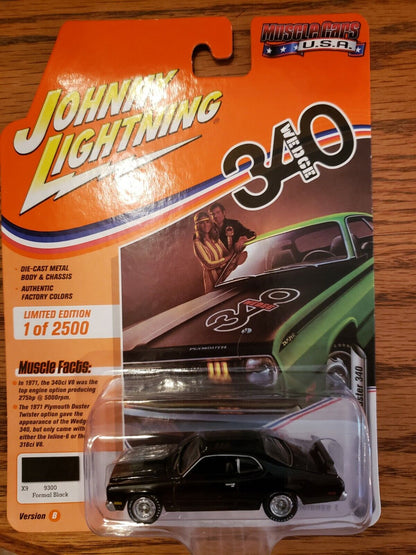 MUSCLE CARS
U.S.A.
JOHNNY
LIGHTNING
340
WEDGE
• DIE-CAST METAL
BODY & CHASSIS
• AUTHENTIC
FACTORY COLORS
LIMITED EDITION
1 of 2500
340
WEDGE
PLYMOUTH
Muscle Facts:
• In 1971, the 340ci V8 was the
top engine option producing
275hp @ 5000rpm.
• The 1971 Plymouth Duster
Twister option gave the
appearance of the Wedge
340, but only came with
either the Inline-6 or the
318ci V8.
X9 9300
Formal Black
Version B